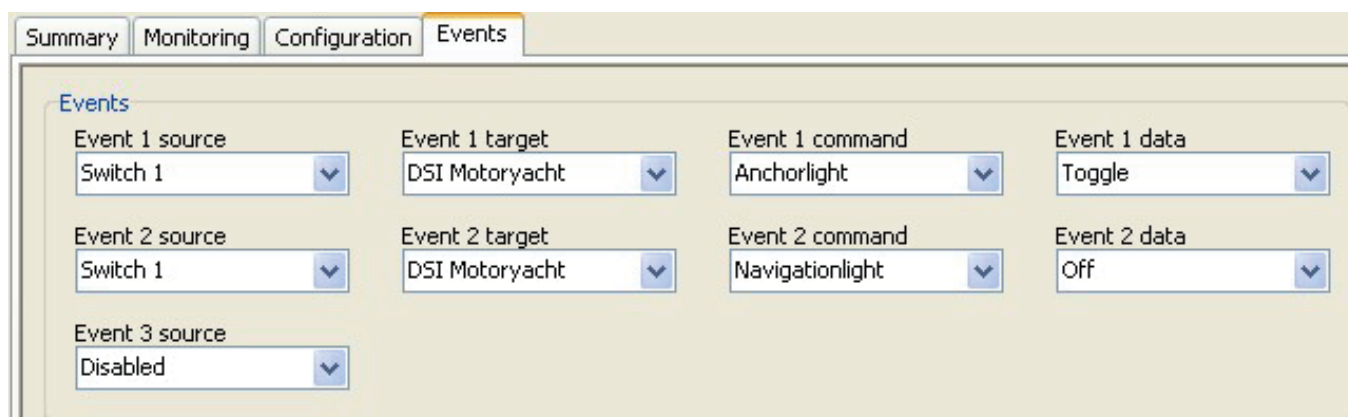 Summary Monitoring Configuration Events
Events
Event 1 source Event 1 target Event 1 command Event 1 data
Switch 1 DSI Motoryacht Anchorlight Toggle
Event 2 source Event 2 target Event 2 command Event 2 data
Switch 1 DSI Motoryacht Navigationlight Off
Event 3 source
Disabled